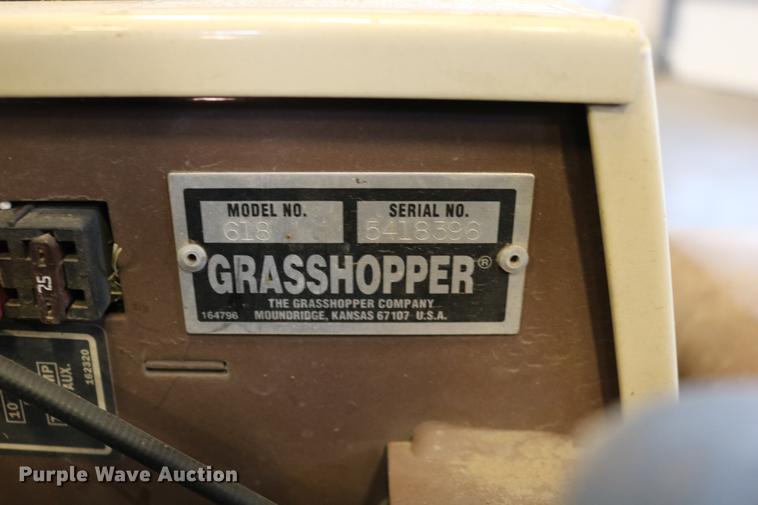 MODEL NO. SERIAL NO.
618 5418396
GRASSHOPPER®
THE GRASSHOPPER COMPANY
164796 MOUNDRIDGE, KANSAS 67107 U.S.A.
25
10
AUX.
162320
Purple Wave Auction